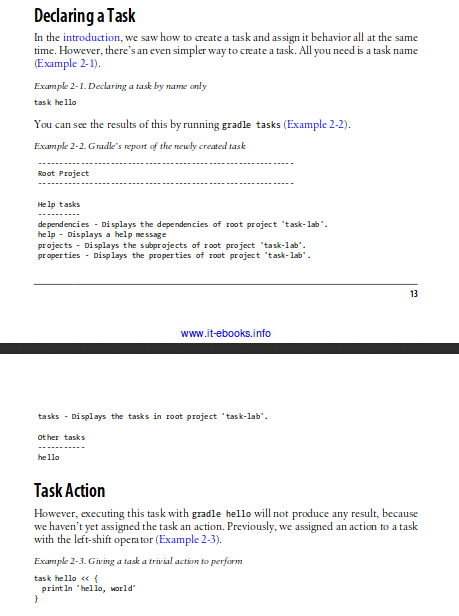 Declaring a Task
In the introduction, we saw how to create a task and assign it behavior all at the same
time. However, there's an even simpler way to create a task. All you need is a task name
(Example 2-1).
Example 2-1. Declaring a task by name only
task hello
You can see the results of this by running gradle tasks (Example 2-2).
Example 2-2. Gradle's report of the newly created task
------------------------------------------------------------
Root Project
------------------------------------------------------------
Help tasks
----------
dependencies - Displays the dependencies of root project 'task-lab'.
help - Displays a help message
projects - Displays the subprojects of root project 'task-lab'.
properties - Displays the properties of root project 'task-lab'.
13
www.it-ebooks.info
tasks - Displays the tasks in root project 'task-lab'.
Other tasks
-----------
hello
Task Action
However, executing this task with gradle hello will not produce any result, because
we haven't yet assigned the task an action. Previously, we assigned an action to a task
with the left-shift operator (Example 2-3).
Example 2-3. Giving a task a trivial action to perform
task hello << {
  println 'hello, world'
}